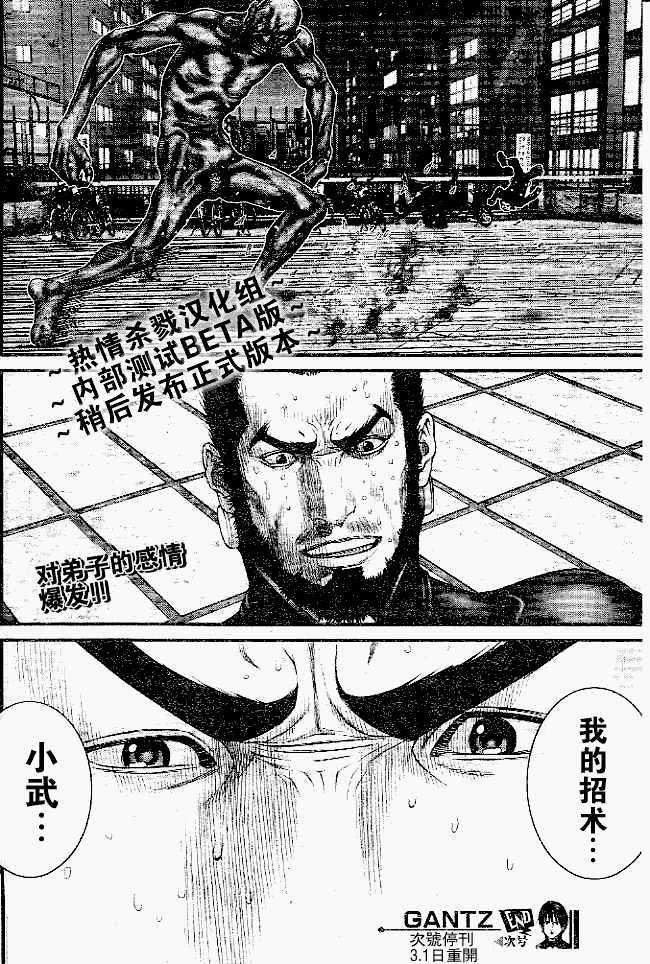 ~ 热情杀戮汉化组 ~
~ 内部测试BETA版 ~
~ 稍后发布正式版本 ~
对弟子的感情
爆发!!!
我的招术…
小武…
GANTZ
次號停刊
3.1日重開
次号